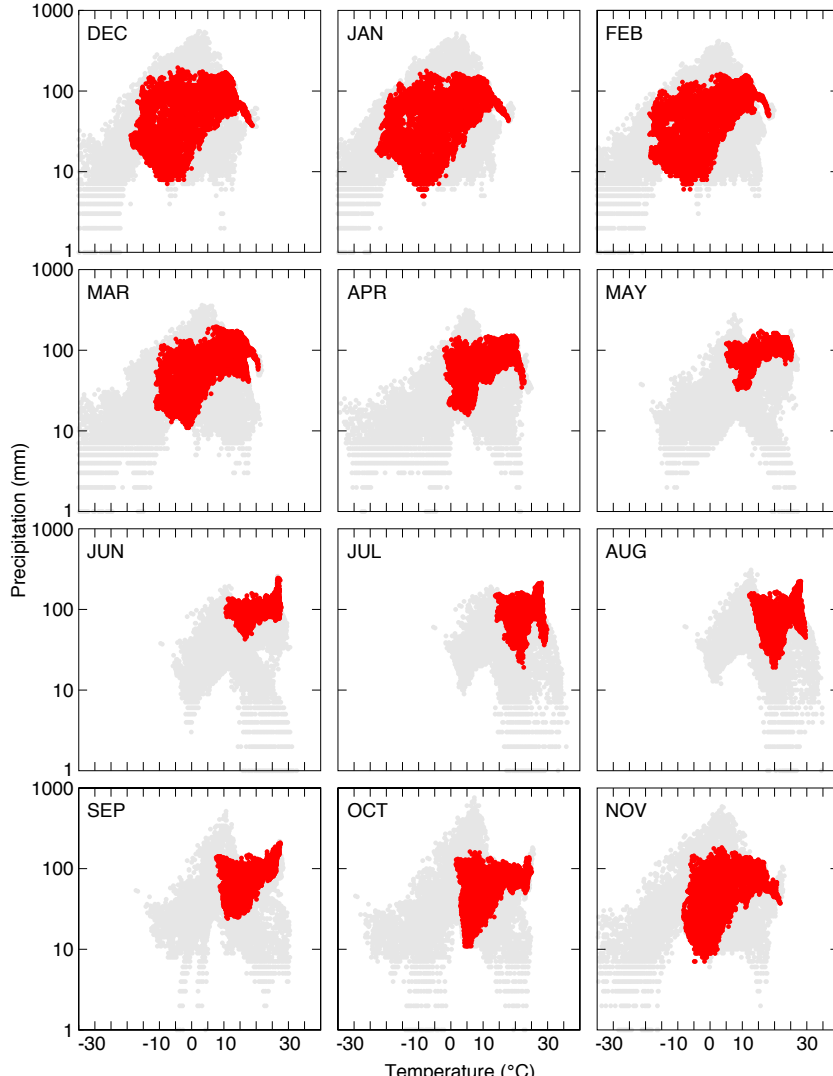 1000
DEC
JAN
FEB
100
10
1
1000
MAR
APR
MAY
100
10
1
Precipitation (mm)
1000
JUN
JUL
AUG
100
10
1
1000
SEP
OCT
NOV
100
10
1
-30 -10 0 10 30 -30 -10 0 10 30 -30 -10 0 10 30
Temperature (°C)